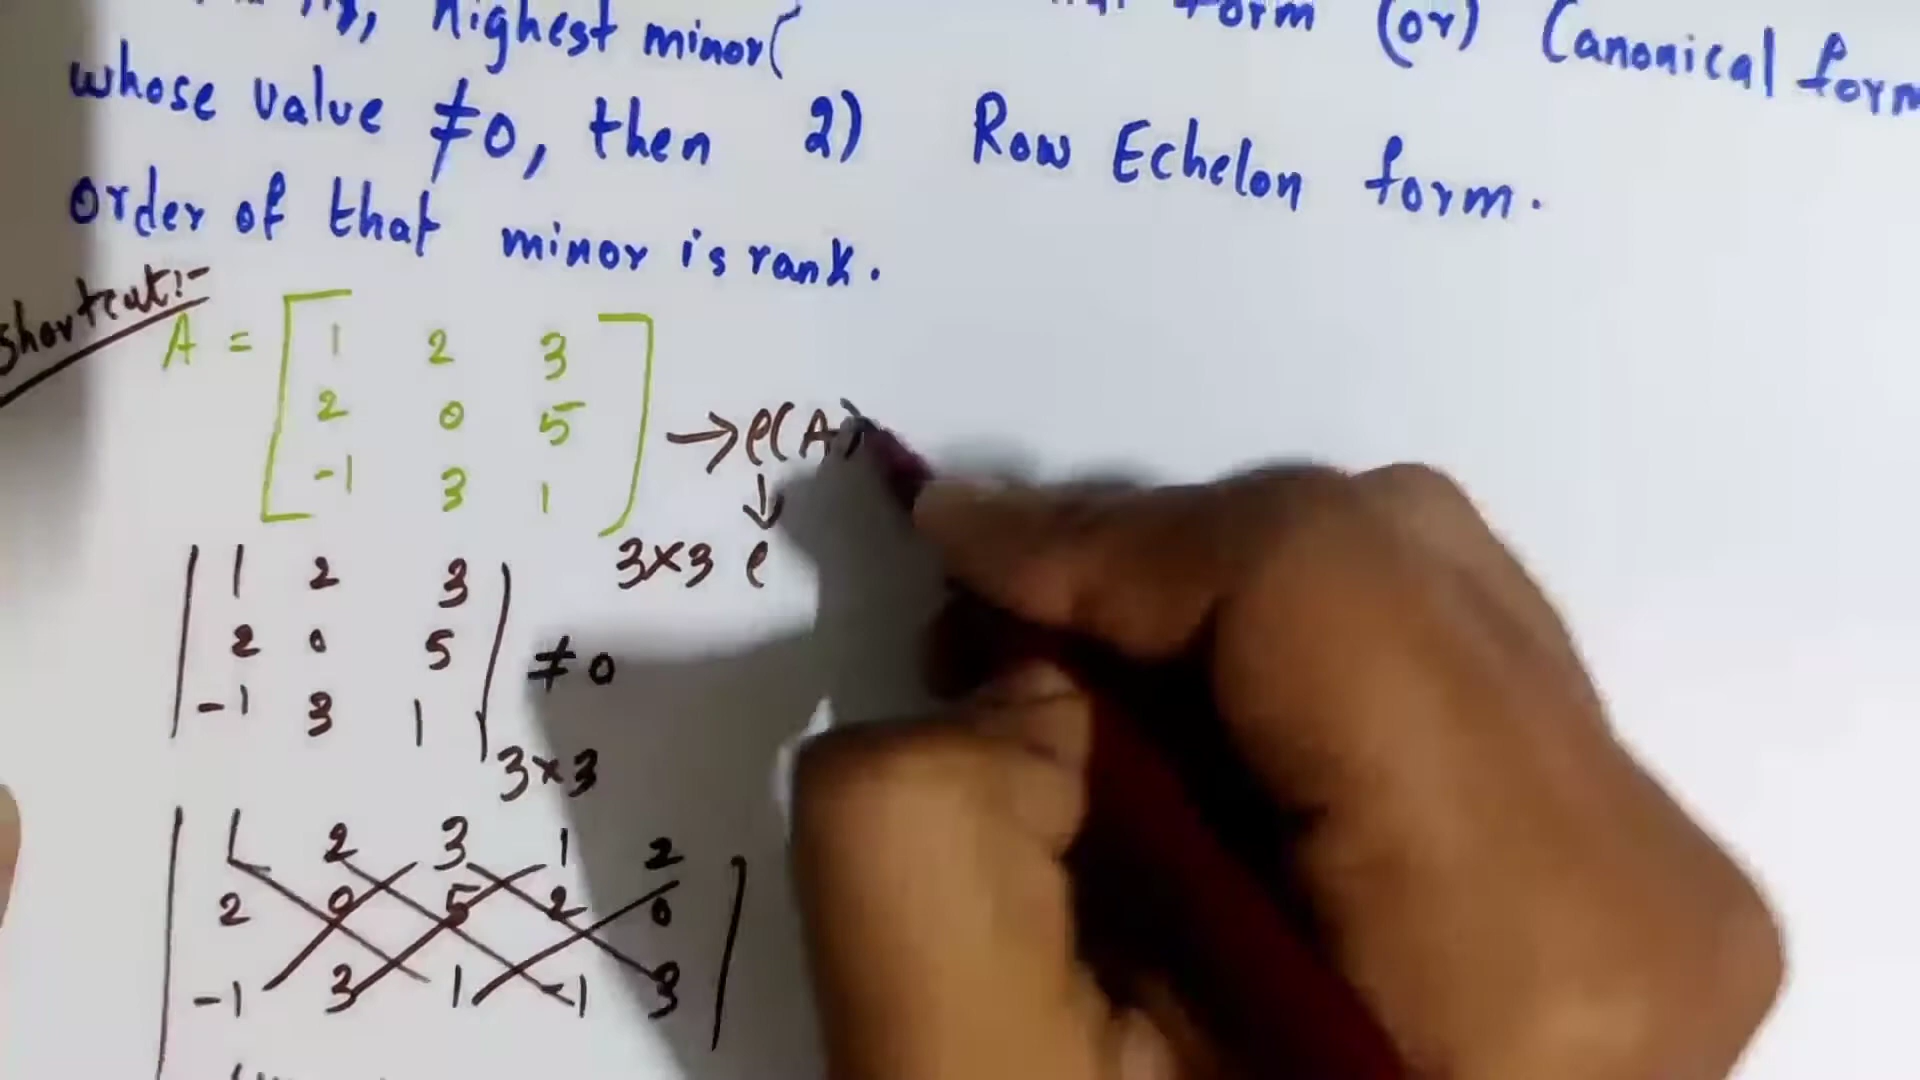 Highest minor( form (or) Canonical form
whose value ≠0, then 2) Row Echelon form.
order of that minor is rank.
Shortcut:-
A = [ 1 2 3
2 0 5
-1 3 1 ] → ρ(A)
↓
3×3 ρ
| 1 2 3
2 0 5
-1 3 1 | ≠ 0
3×3
| 1 2 3 1 2
2 0 5 2 0
-1 3 1 -1 3 |